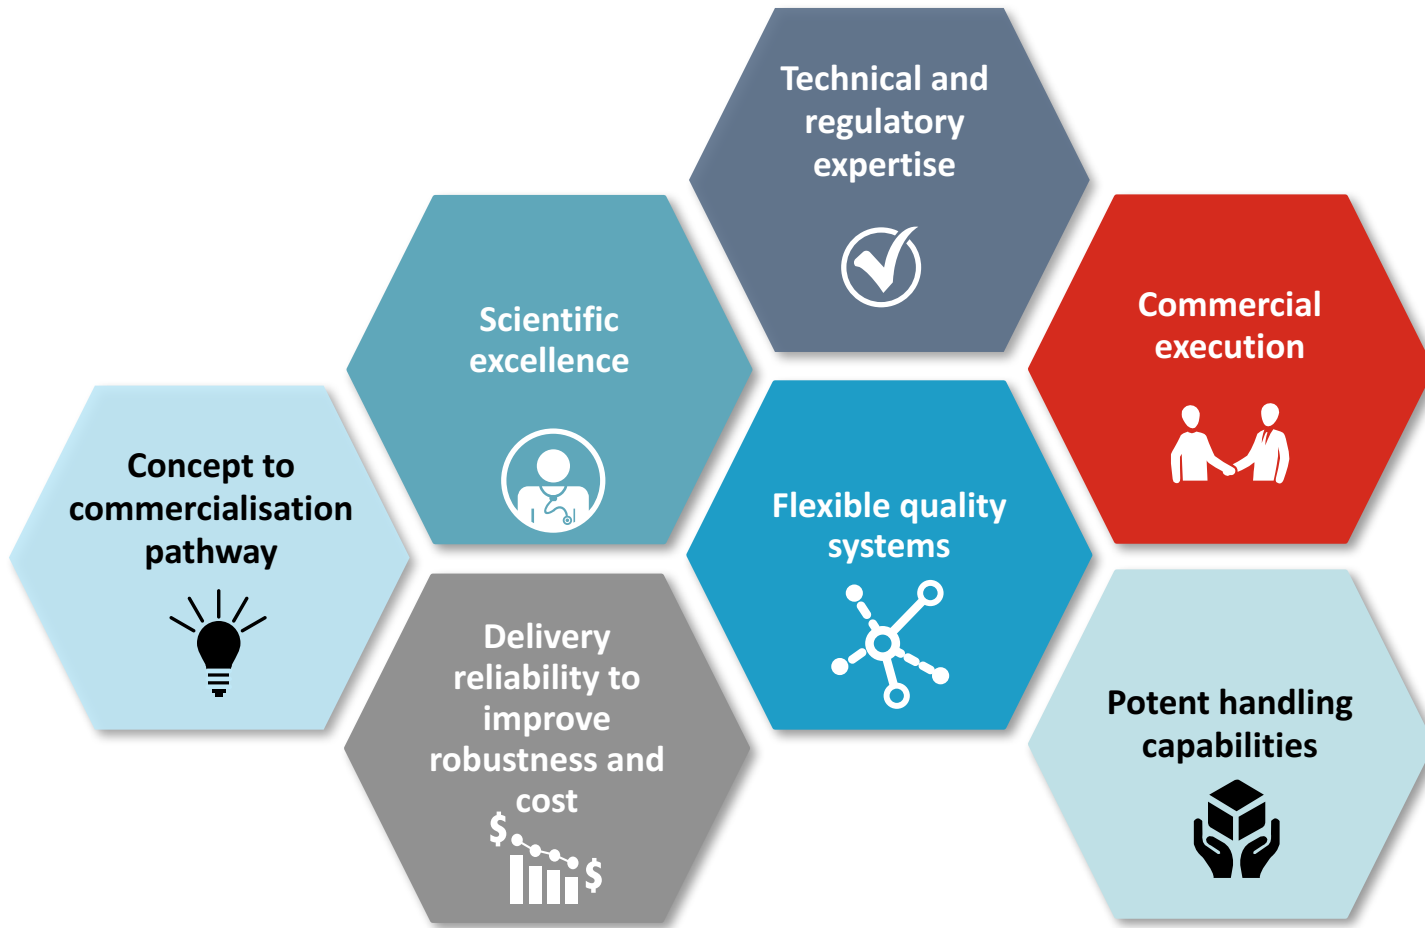 Technical and
regulatory
expertise
Scientific
excellence
Commercial
execution
Concept to
commercialisation
pathway
Flexible quality
systems
Delivery
reliability to
improve
robustness and
cost
$
$
Potent handling
capabilities